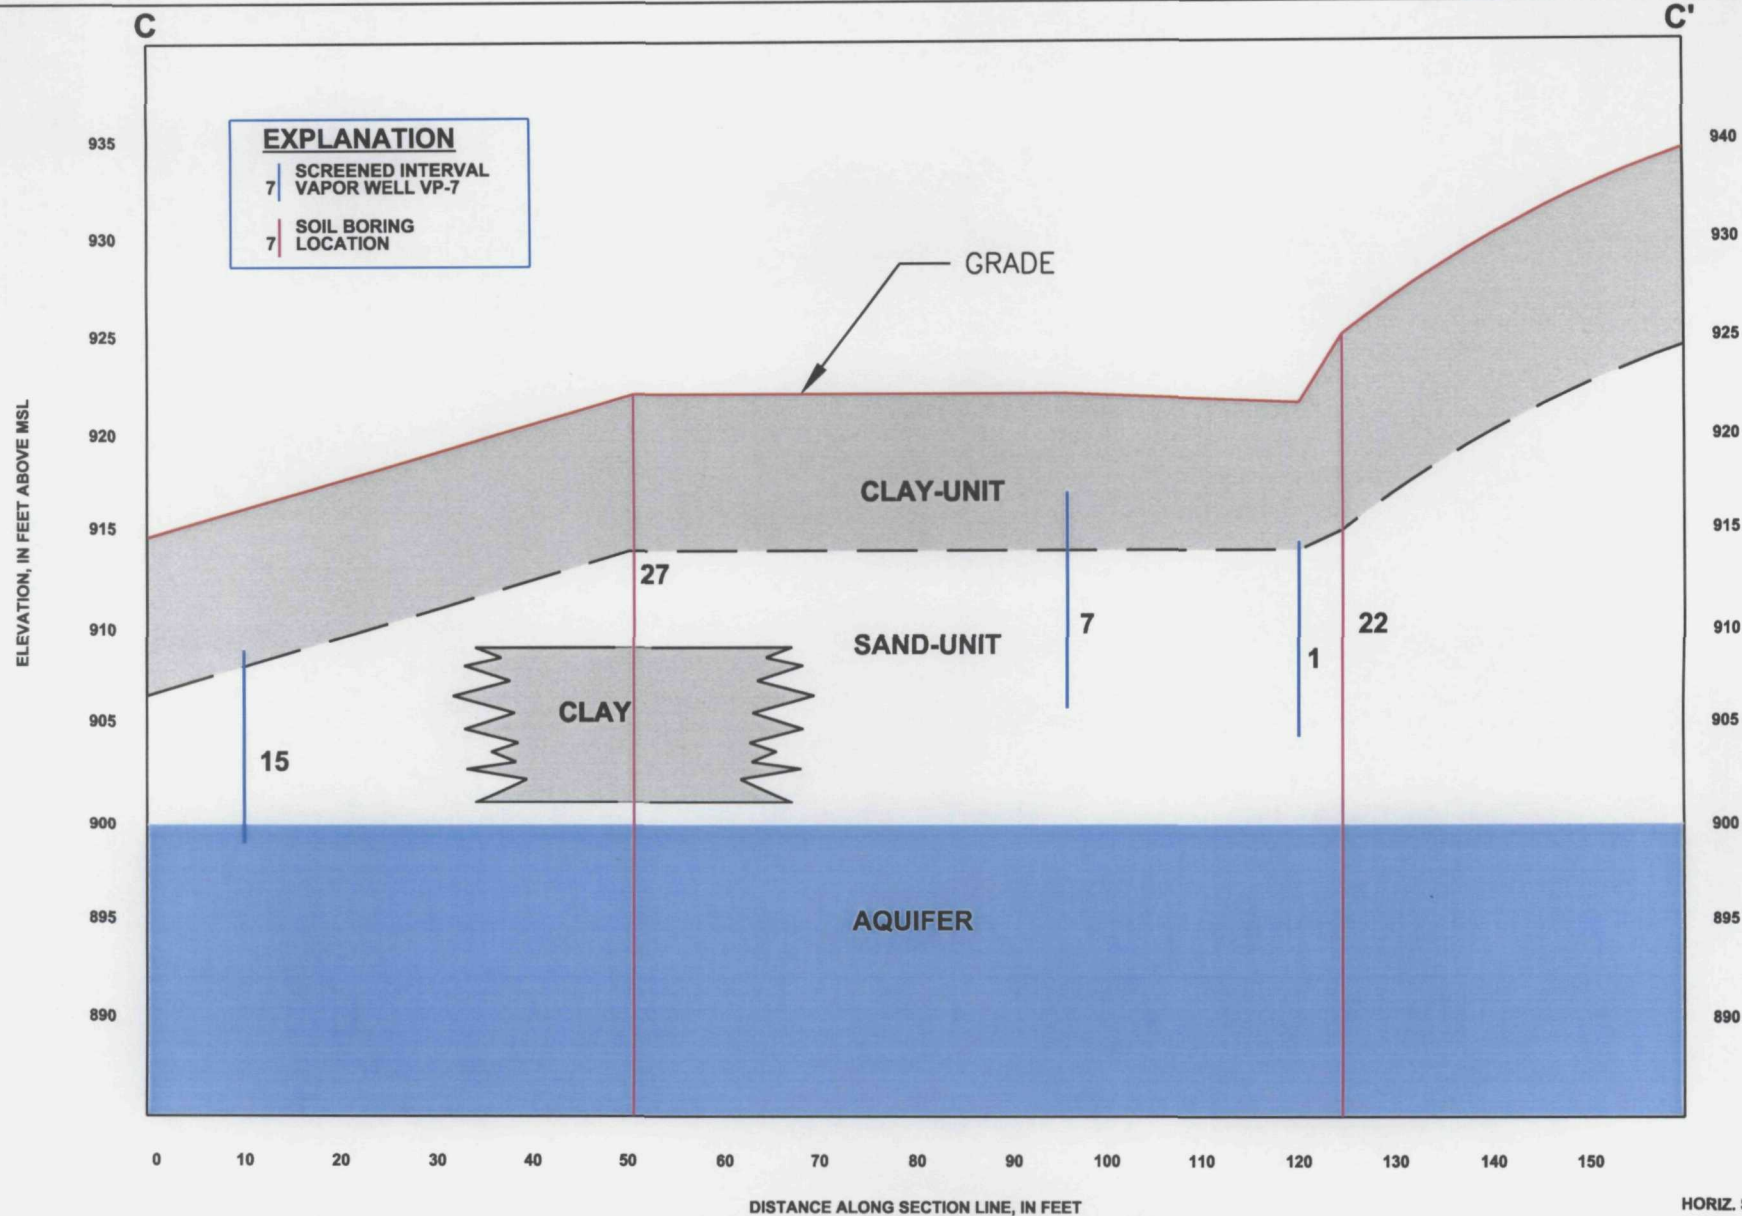 C
C'
EXPLANATION
SCREENED INTERVAL
7 VAPOR WELL VP-7
SOIL BORING
7 LOCATION
935
940
930
930
GRADE
925
925
920
920
CLAY-UNIT
915
915
27
910
910
7
22
SAND-UNIT
1
CLAY
905
905
15
900
900
895
AQUIFER
895
890
890
ELEVATION, IN FEET ABOVE MSL
0 10 20 30 40 50 60 70 80 90 100 110 120 130 140 150
DISTANCE ALONG SECTION LINE, IN FEET
HORIZ.